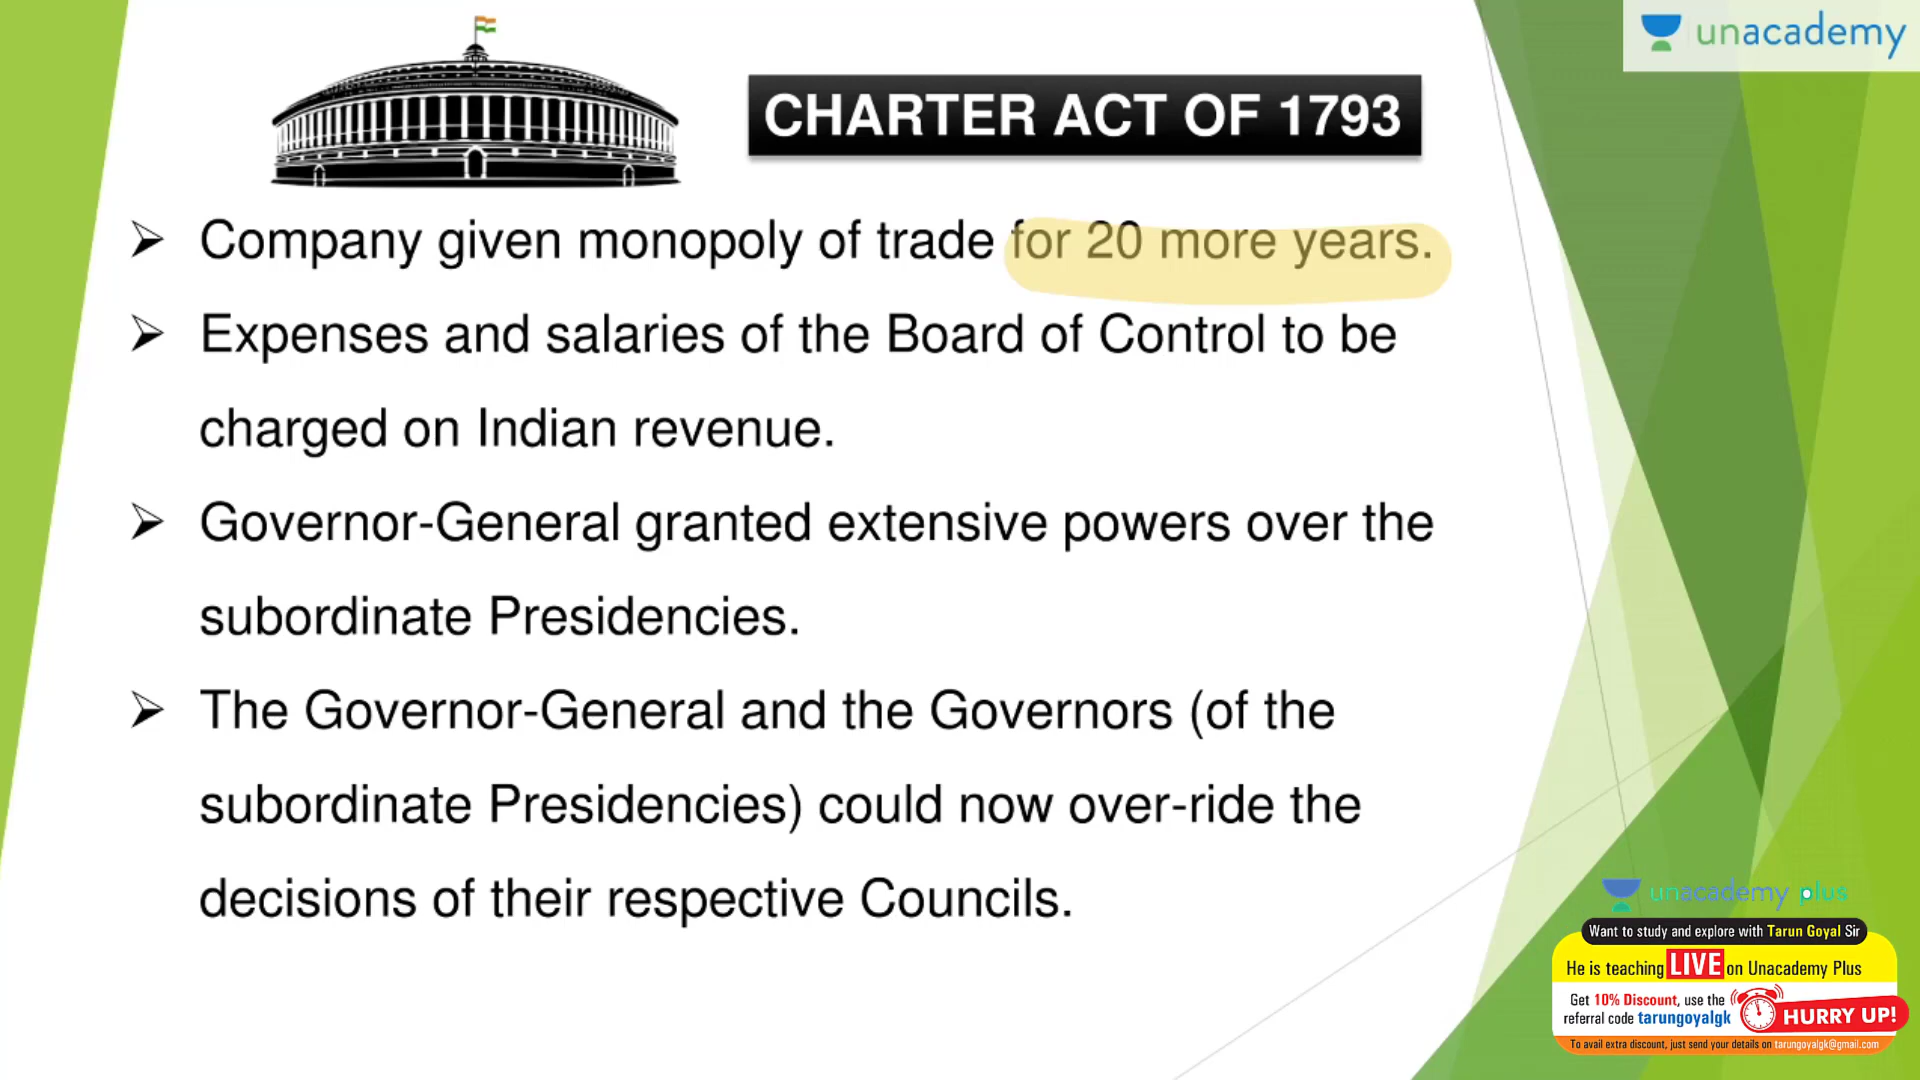 unacademy
CHARTER ACT OF 1793
➢ Company given monopoly of trade for 20 more years.
➢ Expenses and salaries of the Board of Control to be
charged on Indian revenue.
➢ Governor-General granted extensive powers over the
subordinate Presidencies.
➢ The Governor-General and the Governors (of the
subordinate Presidencies) could now over-ride the
decisions of their respective Councils.
unacademy plus
Want to study and explore with Tarun Goyal Sir
He is teaching LIVE on Unacademy Plus
Get 10% Discount, use the
referral code tarungoyalgk
HURRY UP!
To avail extra discount, just send your details on tarungoyalgk@gmail.com